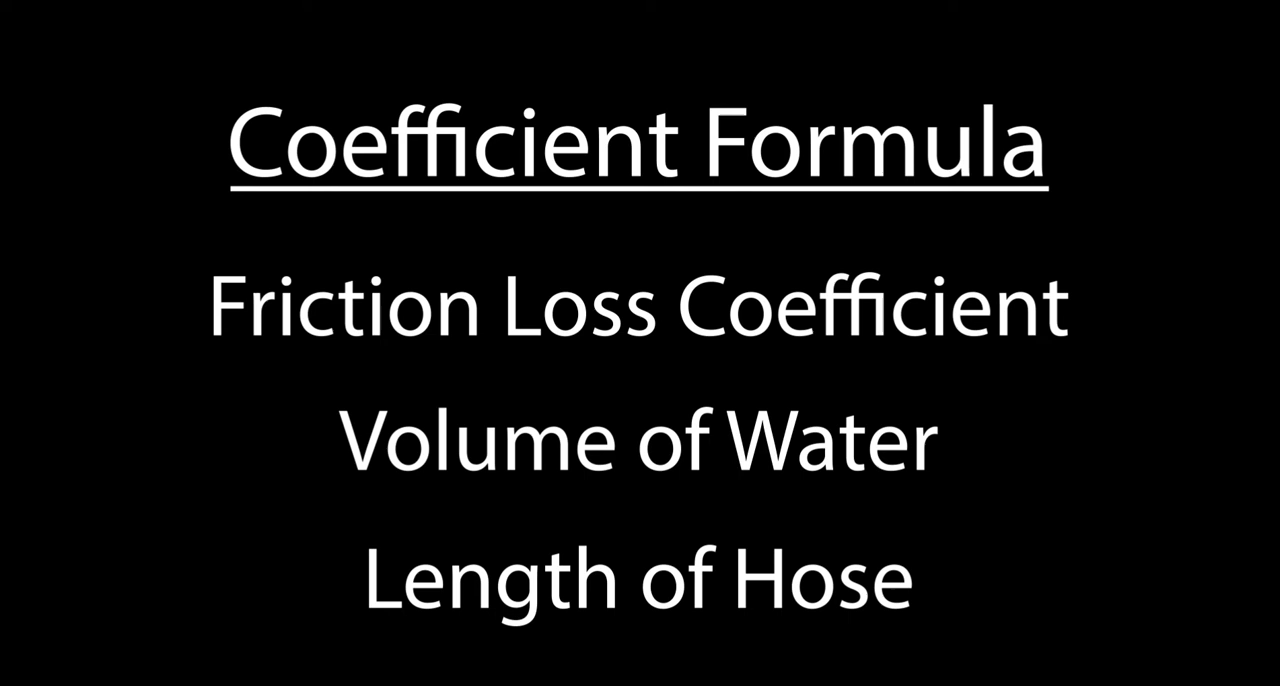 Coefficient Formula
Friction Loss Coefficient
Volume of Water
Length of Hose